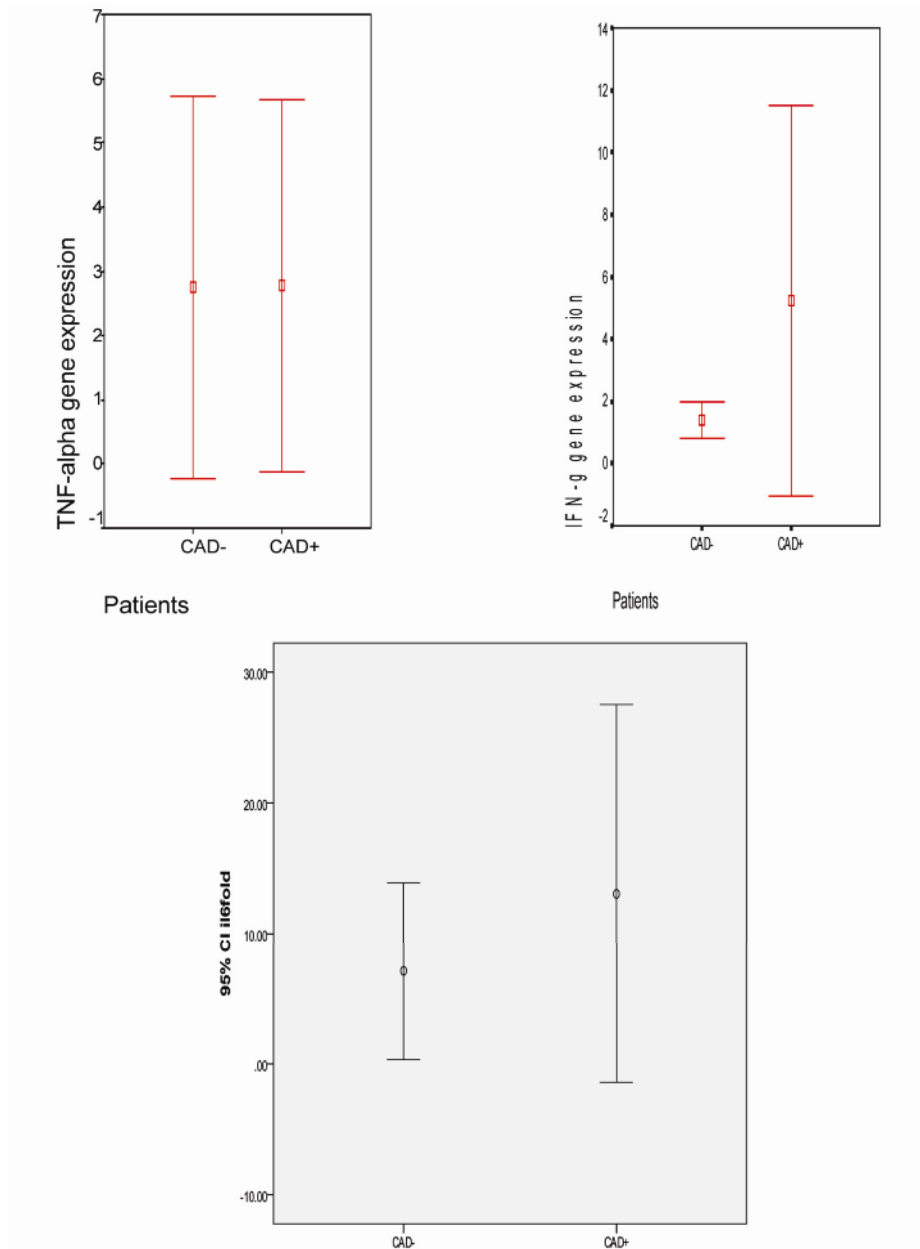 7
6
5
4
3
2
1
0
-1
TNF-alpha gene expression
CAD- CAD+
Patients
14
12
10
8
6
4
2
0
-2
IFN-g gene expression
CAD- CAD+
Patients
30.00
20.00
10.00
.00
-10.00
95% CI il6fold
CAD- CAD+